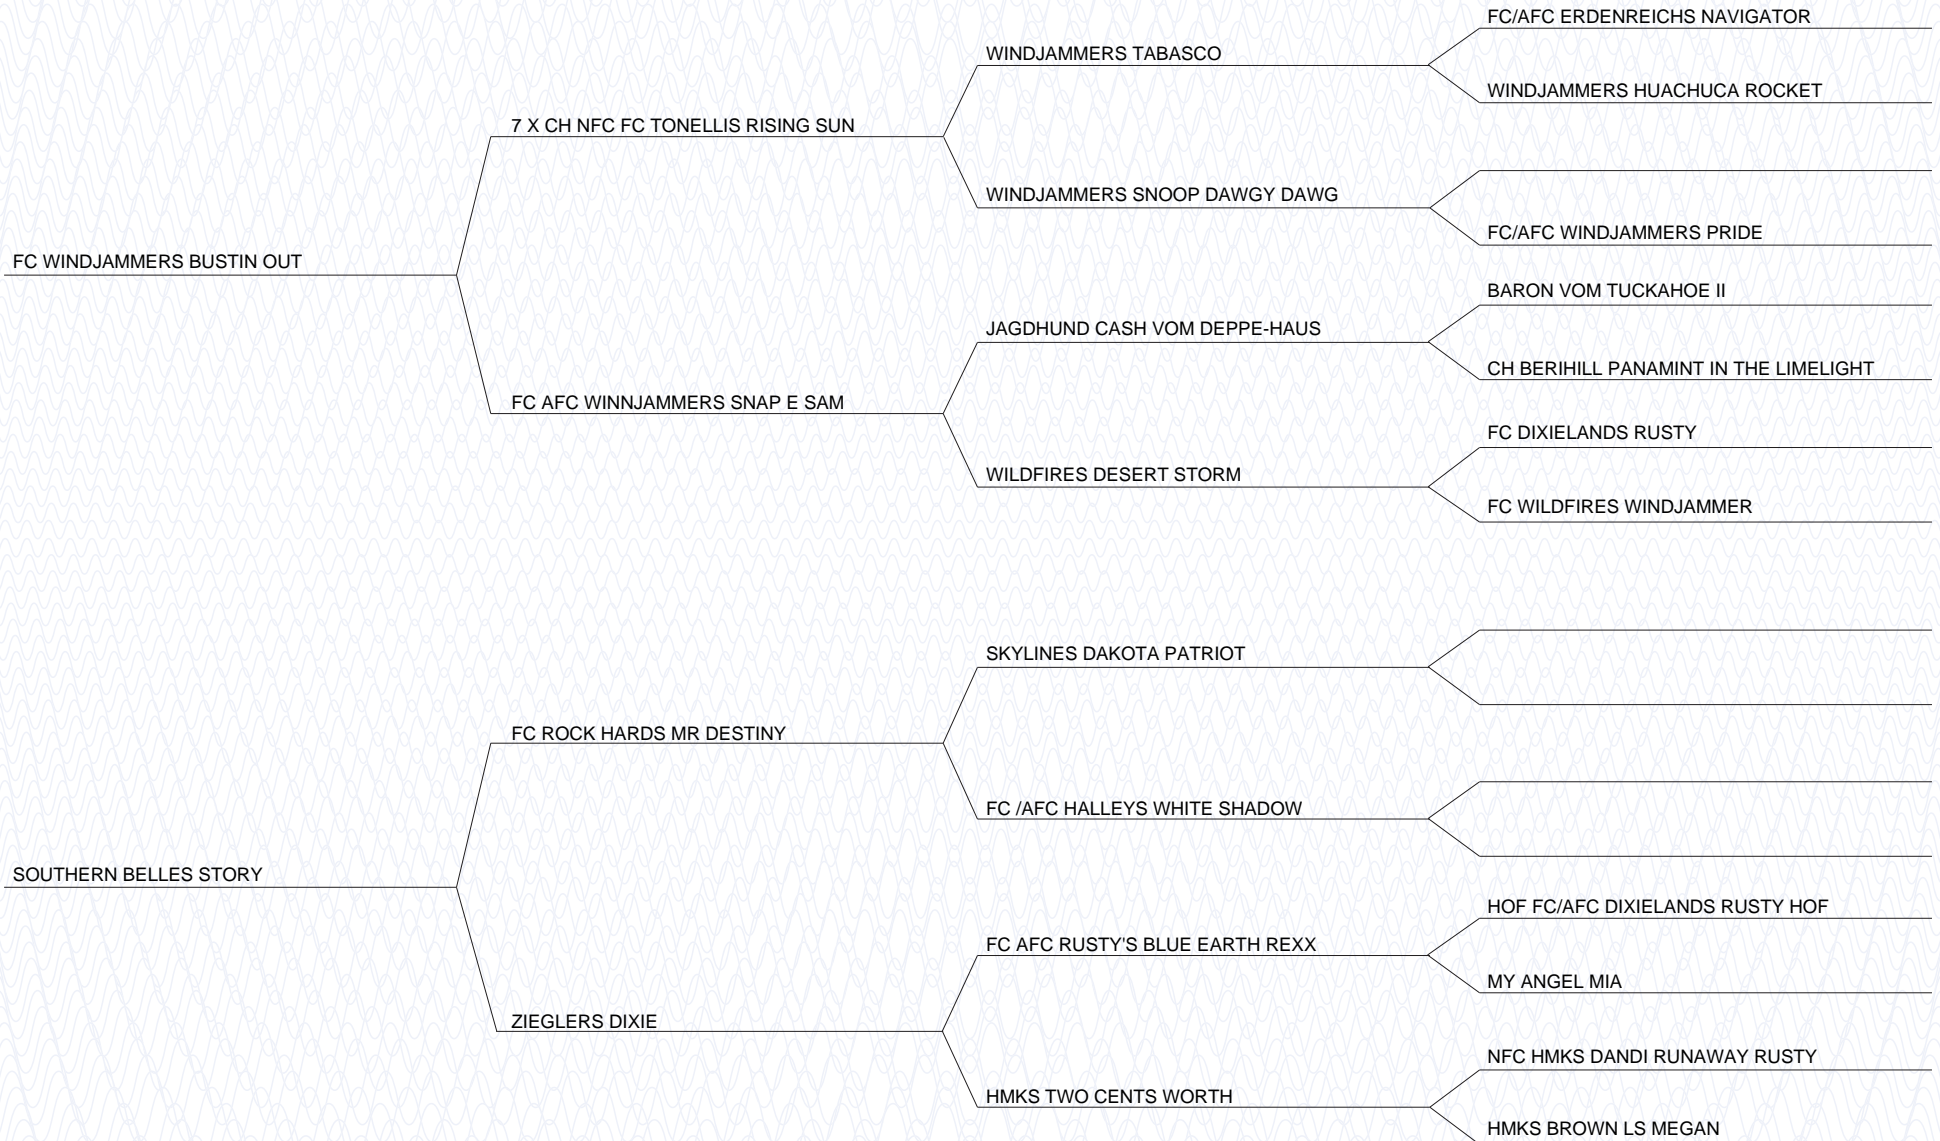 FC/AFC ERDENREICHS NAVIGATOR
WINDJAMMERS TABASCO
WINDJAMMERS HUACHUCA ROCKET
7 X CH NFC FC TONELLIS RISING SUN
WINDJAMMERS SNOOP DAWGY DAWG
FC/AFC WINDJAMMERS PRIDE
FC WINDJAMMERS BUSTIN OUT
BARON VOM TUCKAHOE II
JAGDHUND CASH VOM DEPPE-HAUS
CH BERIHILL PANAMINT IN THE LIMELIGHT
FC AFC WINNJAMMERS SNAP E SAM
FC DIXIELANDS RUSTY
WILDFIRES DESERT STORM
FC WILDFIRES WINDJAMMER
SKYLINES DAKOTA PATRIOT
FC ROCK HARDS MR DESTINY
FC /AFC HALLEYS WHITE SHADOW
SOUTHERN BELLES STORY
HOF FC/AFC DIXIELANDS RUSTY HOF
FC AFC RUSTY'S BLUE EARTH REXX
MY ANGEL MIA
ZIEGLERS DIXIE
NFC HMKS DANDI RUNAWAY RUSTY
HMKS TWO CENTS WORTH
HMKS BROWN LS MEGAN